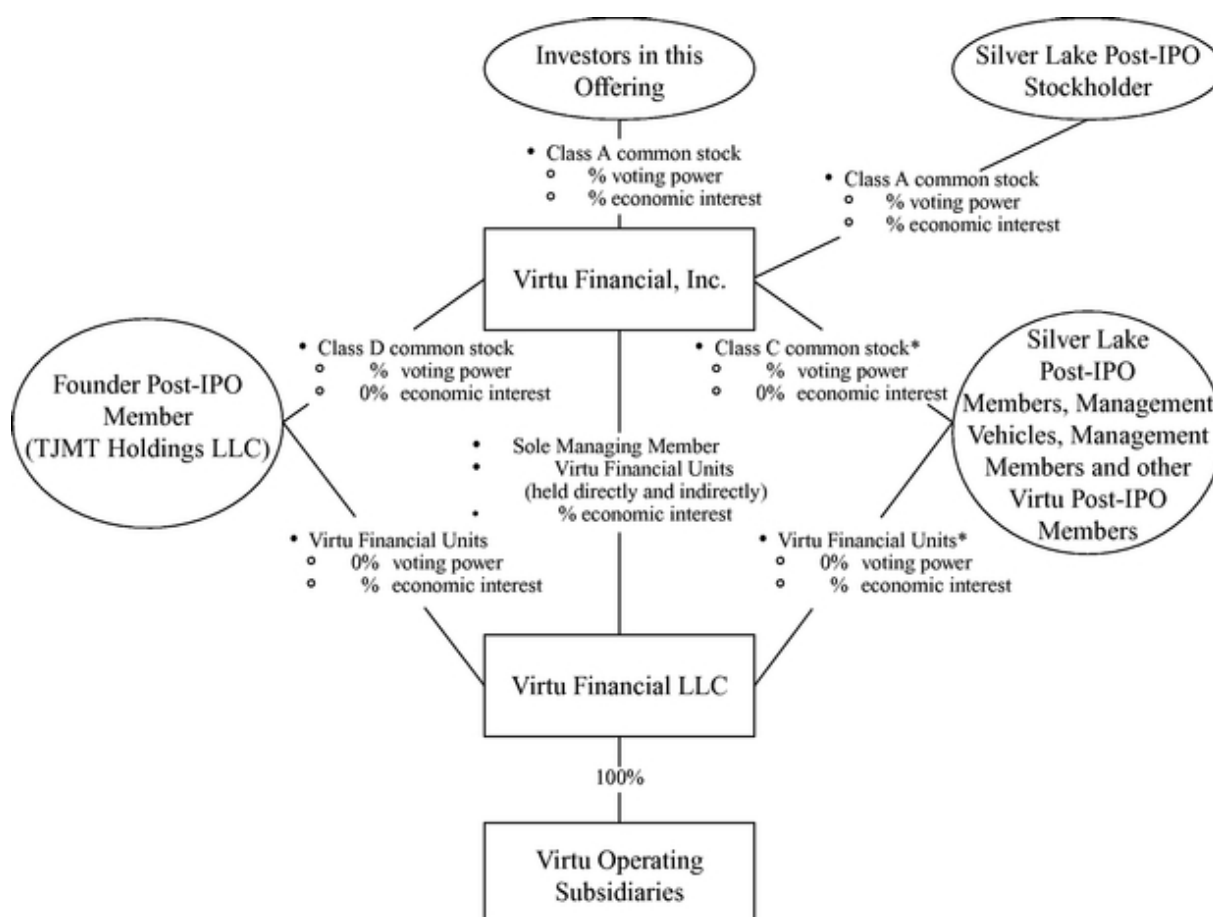 Investors in this
Offering
Silver Lake Post-IPO
Stockholder
• Class A common stock
o % voting power
o % economic interest
• Class A common stock
o % voting power
o % economic interest
Virtu Financial, Inc.
• Class D common stock
o % voting power
o 0% economic interest
• Class C common stock*
o % voting power
o 0% economic interest
Founder Post-IPO
Member
(TJMT Holdings LLC)
Silver Lake
Post-IPO
Members, Management
Vehicles, Management
Members and other
Virtu Post-IPO
Members
• Sole Managing Member
• Virtu Financial Units
(held directly and indirectly)
• % economic interest
• Virtu Financial Units
o 0% voting power
o % economic interest
• Virtu Financial Units*
o 0% voting power
o % economic interest
Virtu Financial LLC
100%
Virtu Operating
Subsidiaries